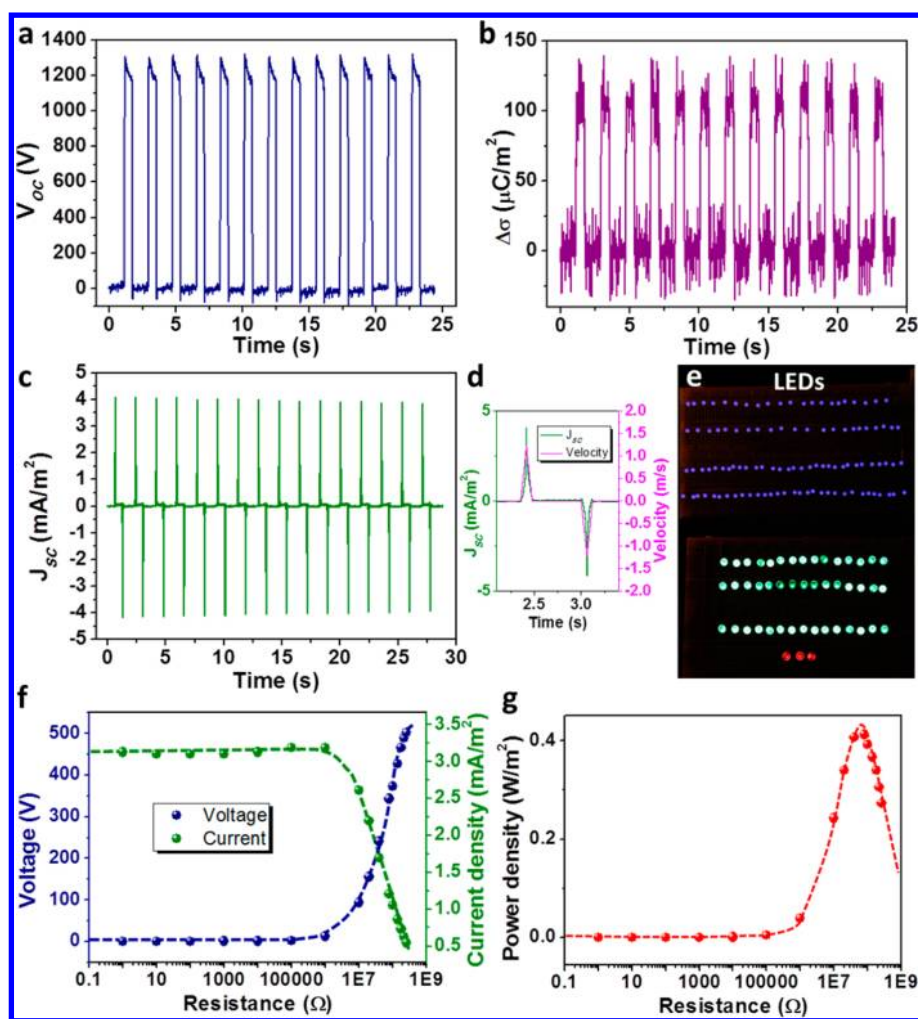 a
1400
1200
1000
800
600
400
200
0
V_oc (V)
0 5 10 15 20 25
Time (s)
b
150
100
50
0
Δσ (μC/m²)
0 5 10 15 20 25
Time (s)
c
5
4
3
2
1
0
-1
-2
-3
-4
-5
J_sc (mA/m²)
0 5 10 15 20 25 30
Time (s)
d
5
0
-5
J_sc (mA/m²)
J_sc
Velocity
2.0
1.5
1.0
0.5
0.0
-0.5
-1.0
-1.5
-2.0
Velocity (m/s)
2.5 3.0
Time (s)
e
LEDs
f
500
400
300
200
100
0
Voltage (V)
Voltage
Current
3.5
3.0
2.5
2.0
1.5
1.0
0.5
Current density (mA/m²)
0.1 10 1000 100000 1E7 1E9
Resistance (Ω)
g
0.4
0.2
0.0
Power density (W/m²)
0.1 10 1000 100000 1E7 1E9
Resistance (Ω)